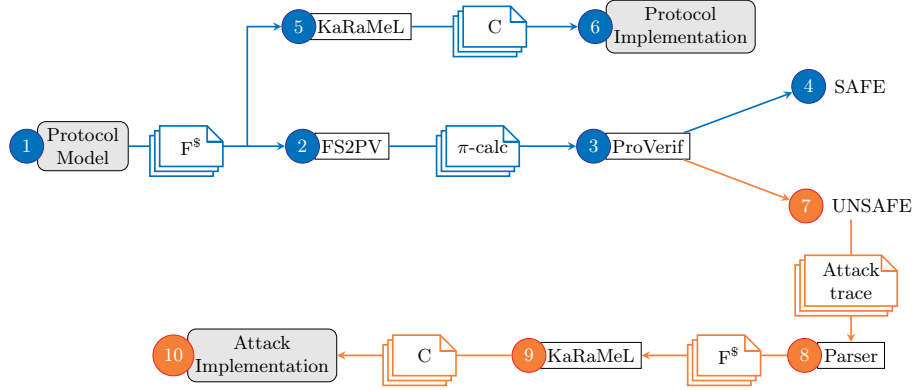 5
KaRaMeL
C
6
Protocol
Implementation
4
SAFE
1
Protocol
Model
F$
2
FS2PV
π-calc
3
ProVerif
7
UNSAFE
Attack
trace
10
Attack
Implementation
C
9
KaRaMeL
F$
8
Parser